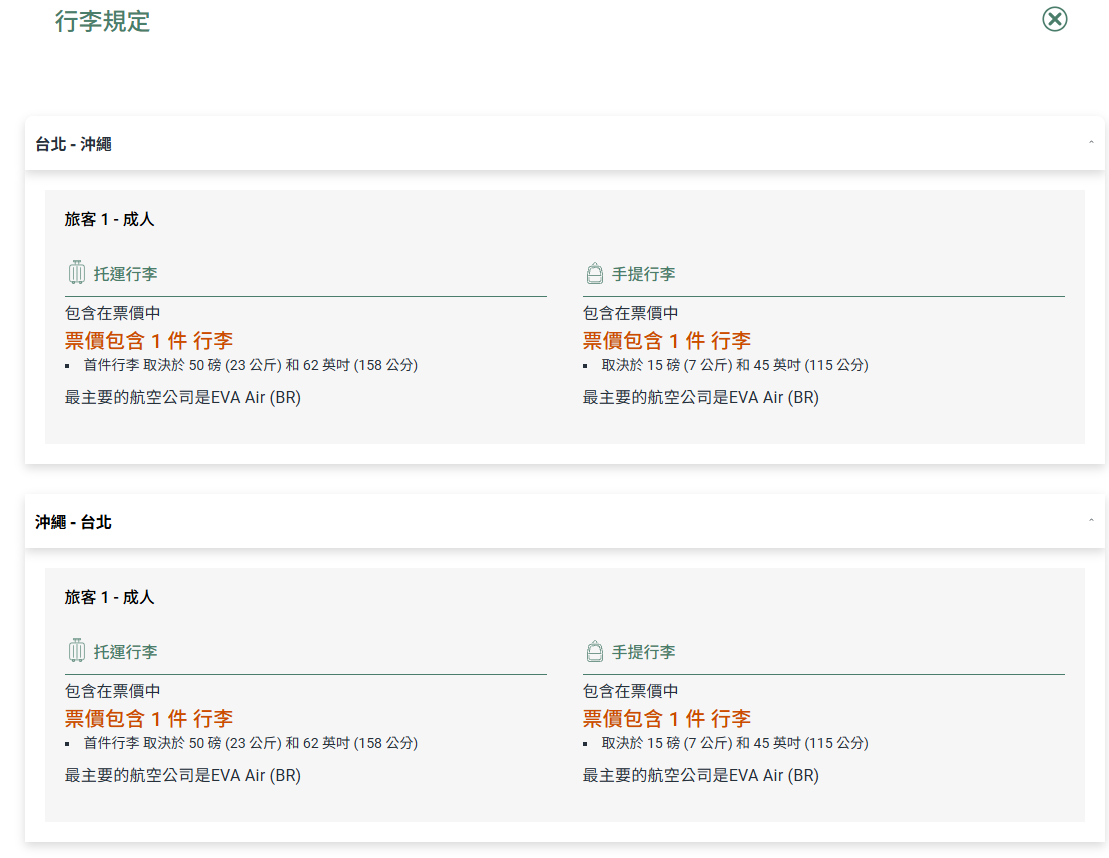 行李規定
台北 - 沖繩
旅客 1 - 成人
托運行李
包含在票價中
票價包含 1 件 行李
▪ 首件行李 取決於 50 磅 (23 公斤) 和 62 英吋 (158 公分)
最主要的航空公司是EVA Air (BR)
手提行李
包含在票價中
票價包含 1 件 行李
▪ 取決於 15 磅 (7 公斤) 和 45 英吋 (115 公分)
最主要的航空公司是EVA Air (BR)
沖繩 - 台北
旅客 1 - 成人
托運行李
包含在票價中
票價包含 1 件 行李
▪ 首件行李 取決於 50 磅 (23 公斤) 和 62 英吋 (158 公分)
最主要的航空公司是EVA Air (BR)
手提行李
包含在票價中
票價包含 1 件 行李
▪ 取決於 15 磅 (7 公斤) 和 45 英吋 (115 公分)
最主要的航空公司是EVA Air (BR)